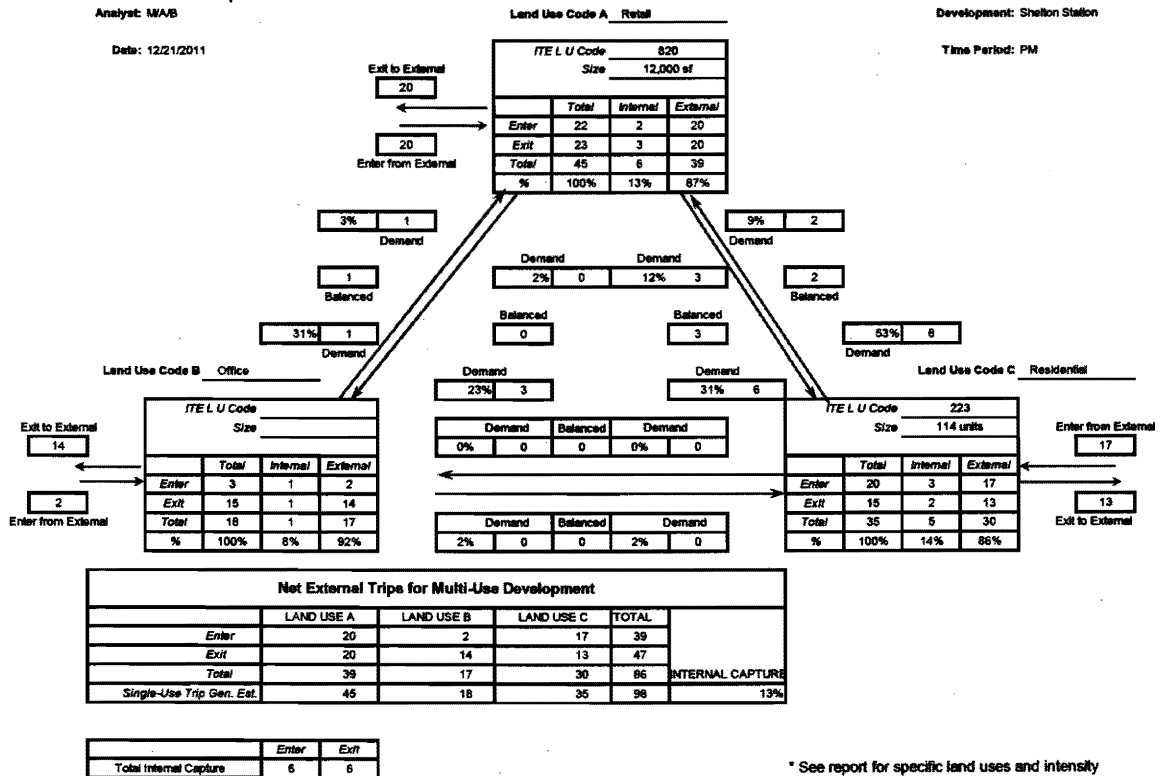 Analyst: M/A/B
Land Use Code A Retail
Development: Shelton Station
Date: 12/21/2011
Time Period: PM
ITE L U Code 820
Size 12,000 sf
Exit to External
20
Total Internal External
Enter 22 2 20
Exit 23 3 20
Total 45 6 39
% 100% 13% 87%
20
Enter from External
3% 1
Demand
9% 2
Demand
Demand Demand
2% 0 12% 3
1
Balanced
2
Balanced
Balanced Balanced
0 3
31% 1
Demand
53% 8
Demand
Land Use Code B Office
Demand Demand
23% 3 31% 6
Land Use Code C Residential
ITE L U Code
Size
Exit to External
14
Total Internal External
Enter 3 1 2
Exit 15 1 14
Total 18 1 17
% 100% 8% 92%
2
Enter from External
Demand Balanced Demand
0% 0 0 0% 0
Demand Balanced Demand
2% 0 0 2% 0
ITE L U Code 223
Size 114 units
Enter from External
17
Total Internal External
Enter 20 3 17
Exit 15 2 13
Total 35 5 30
% 100% 14% 86%
13
Exit to External
Net External Trips for Multi-Use Development
LAND USE A LAND USE B LAND USE C TOTAL
Enter 20 2 17 39
Exit 20 14 13 47
Total 39 17 30 86 INTERNAL CAPTURE
Single-Use Trip Gen. Est. 45 18 35 98 13%
Enter Exit
Total Internal Capture 6 6
* See report for specific land uses and intensity